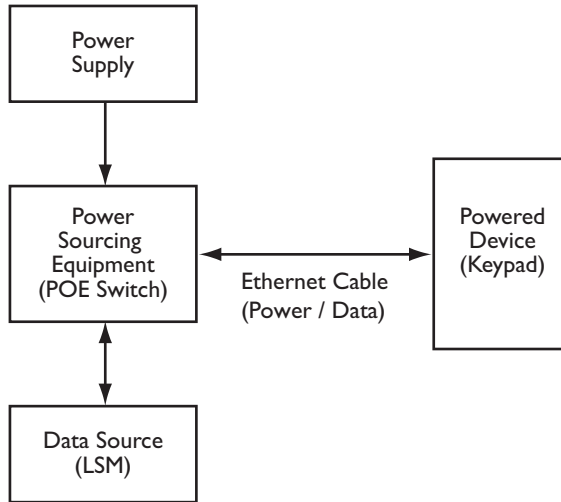 Power
Supply
Power
Sourcing
Equipment
(POE Switch)
Powered
Device
(Keypad)
Ethernet Cable
(Power / Data)
Data Source
(LSM)